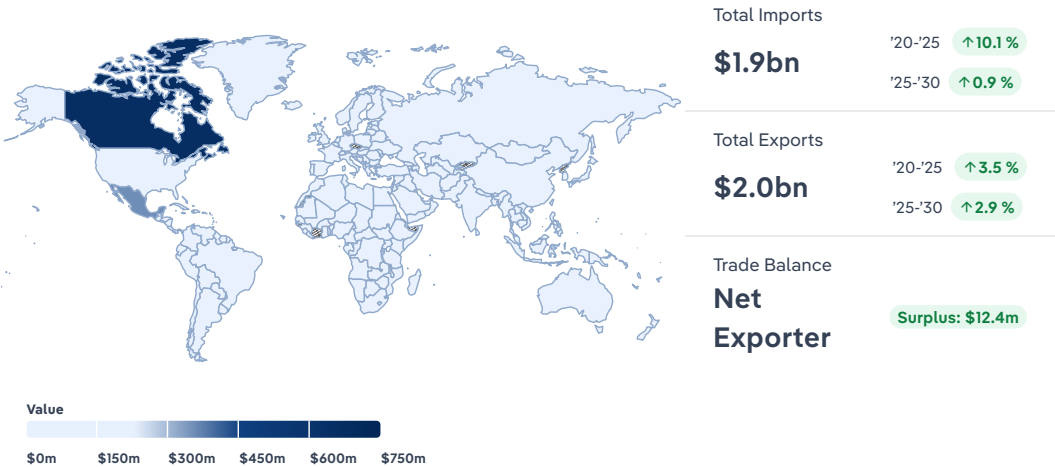 Total Imports
$1.9bn
’20-’25 ↑10.1 %
’25-’30 ↑0.9 %
Total Exports
$2.0bn
’20-’25 ↑3.5 %
’25-’30 ↑2.9 %
Trade Balance
Net
Exporter
Surplus: $12.4m
Value
$0m $150m $300m $450m $600m $750m